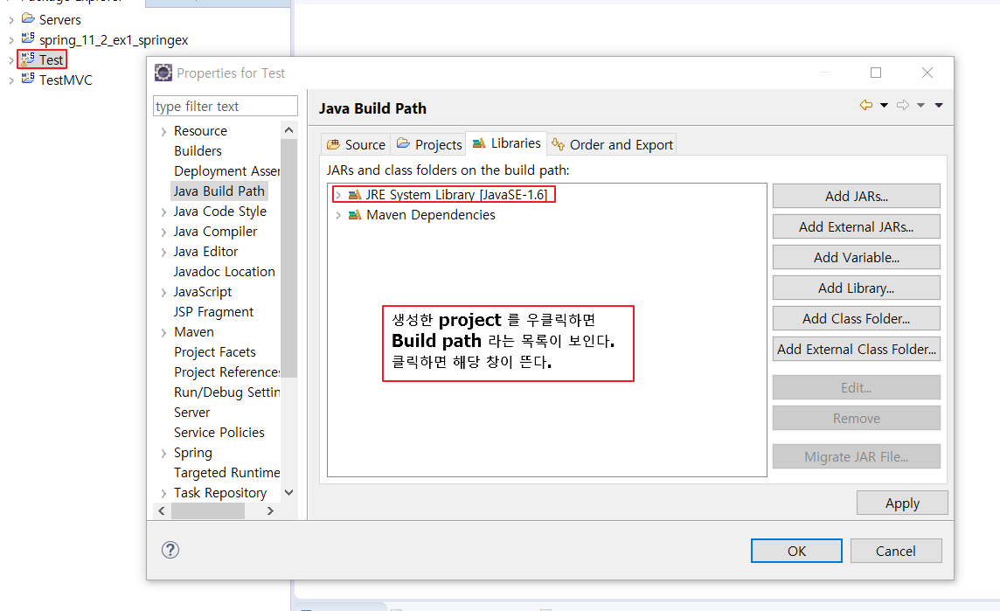 Package Explorer
Servers
spring_11_2_ex1_springex
Test
TestMVC
Properties for Test
type filter text
Resource
Builders
Deployment Asser
Java Build Path
Java Code Style
Java Compiler
Java Editor
Javadoc Location
JavaScript
JSP Fragment
Maven
Project Facets
Project References
Run/Debug Settin
Server
Service Policies
Spring
Targeted Runtime
Task Repository
Java Build Path
Source
Projects
Libraries
Order and Export
JARs and class folders on the build path:
JRE System Library [JavaSE-1.6]
Maven Dependencies
생성한 project 를 우클릭하면
Build path 라는 목록이 보인다.
클릭하면 해당 창이 뜬다.
Add JARs...
Add External JARs...
Add Variable...
Add Library...
Add Class Folder...
Add External Class Folder...
Edit...
Remove
Migrate JAR File...
Apply
OK
Cancel